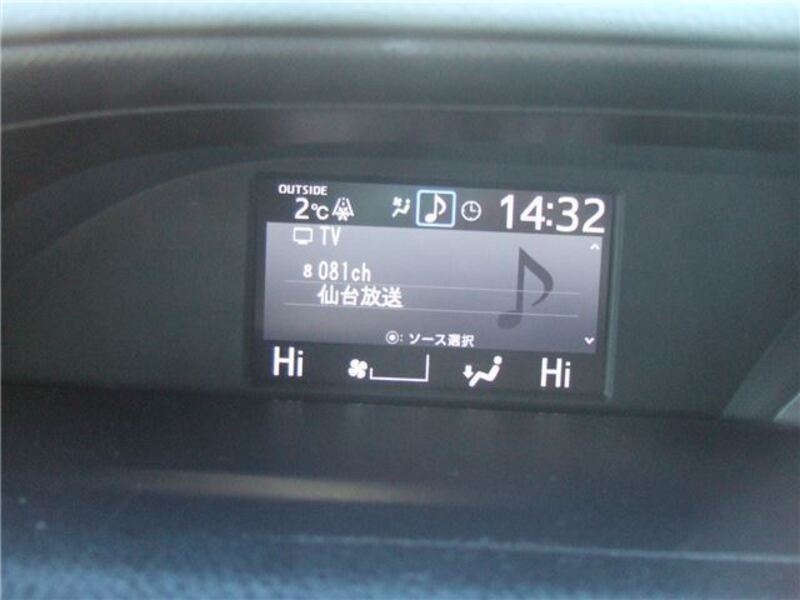 OUTSIDE
2℃ 14:32
TV
8 081ch
仙台放送
◉:ソース選択
Hi Hi